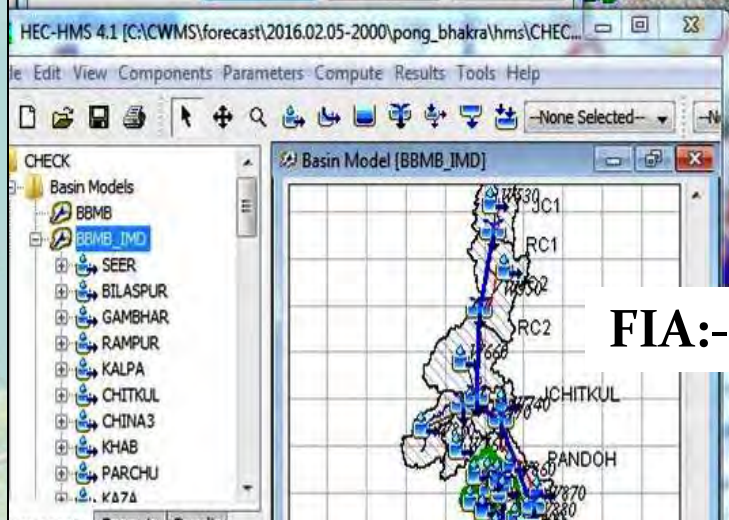 HEC-HMS 4.1 [C:\CWMS\forecast\2016.02.05-2000\pong_bhakra\hms\CHEC...
Edit View Components Parameters Compute Results Tools Help
--None Selected--
CHECK
Basin Models
BBMB
BBMB_IMD
SEER
BILASPUR
GAMBHAR
RAMPUR
KALPA
CHITKUL
CHINA3
KHAB
PARCHU
KAZA
Basin Model [BBMB_IMD]
JC1
RC1
RC2
JCHITKUL
PANDOH
FIA:-